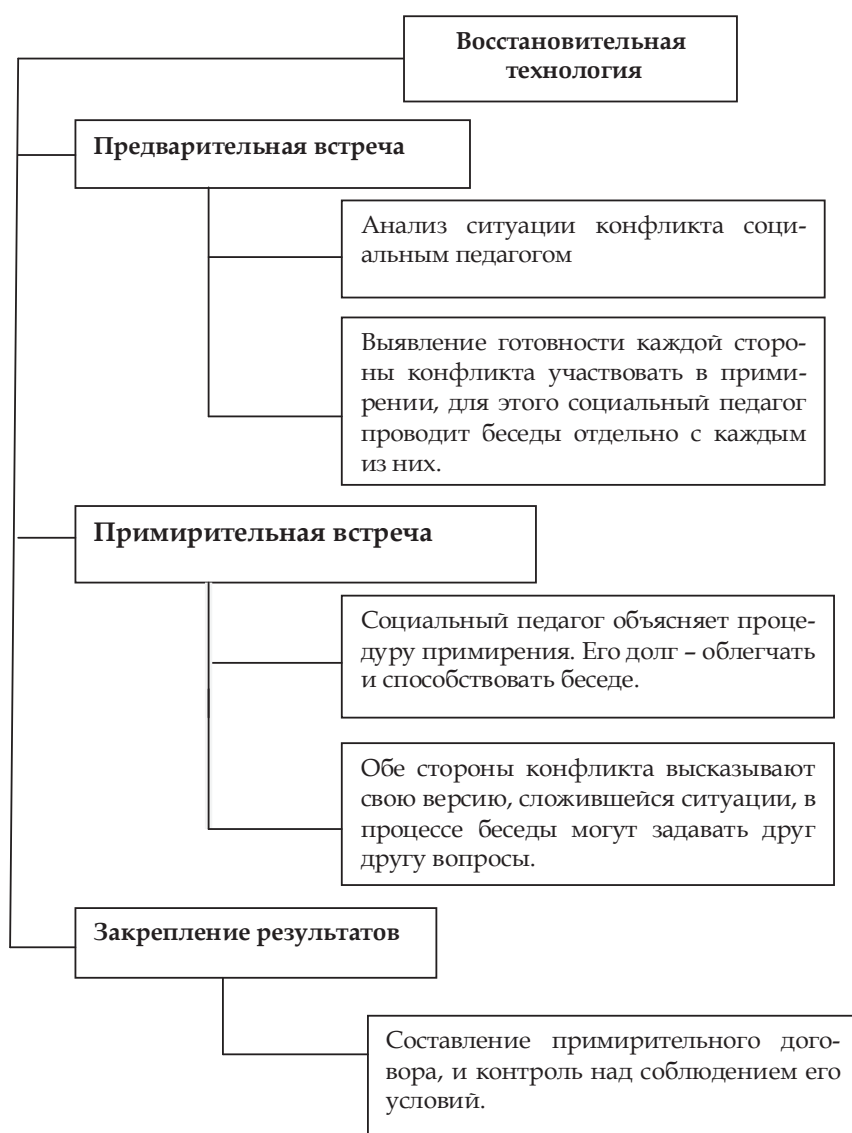 Восстановительная
технология
Предварительная встреча
Анализ ситуации конфликта соци-
альным педагогом
Выявление готовности каждой сторо-
ны конфликта участвовать в прими-
рении, для этого социальный педагог
проводит беседы отдельно с каждым
из них.
Примирительная встреча
Социальный педагог объясняет проце-
дуру примирения. Его долг – облегчать
и способствовать беседе.
Обе стороны конфликта высказывают
свою версию, сложившейся ситуации, в
процессе беседы могут задавать друг
другу вопросы.
Закрепление результатов
Составление примирительного дого-
вора, и контроль над соблюдением его
условий.